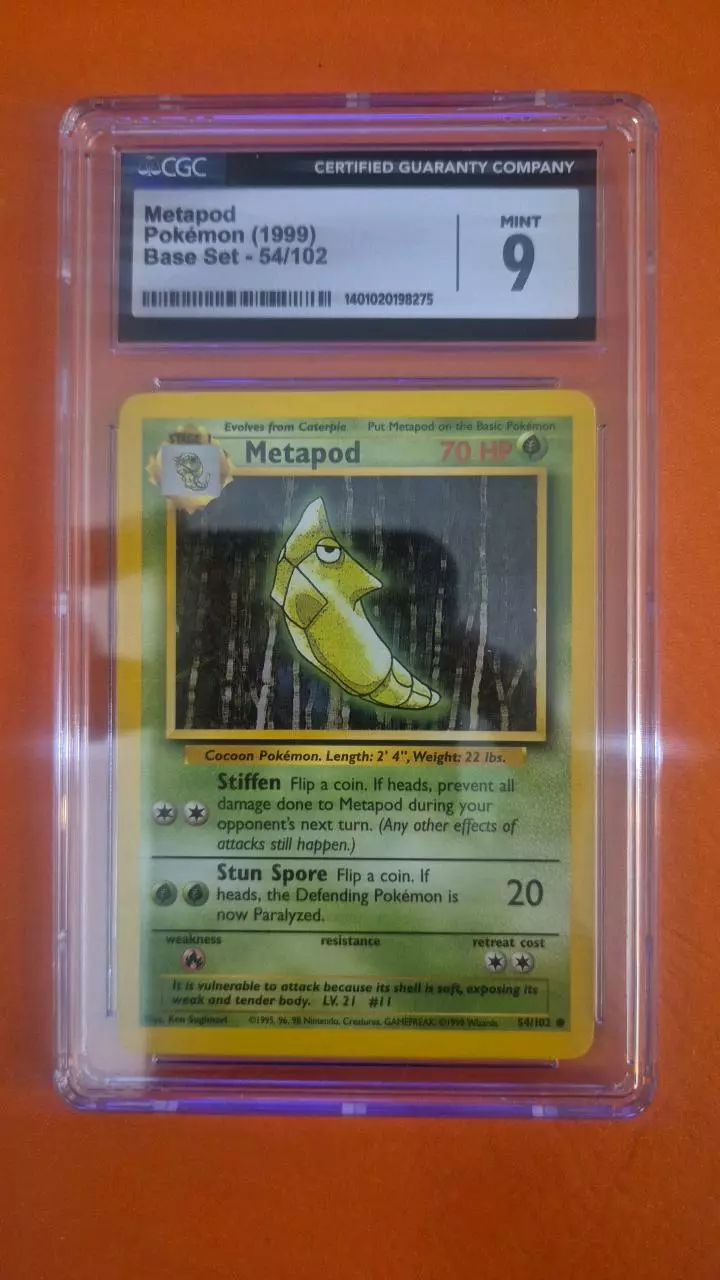 CGC CERTIFIED GUARANTY COMPANY
Metapod
Pokémon (1999)
Base Set - 54/102
MINT
9
1401020198275
STAGE 1
Evolves from Caterpie Put Metapod on the Basic Pokémon
Metapod 70 HP
Cocoon Pokémon. Length: 2' 4", Weight: 22 lbs.
Stiffen Flip a coin. If heads, prevent all
damage done to Metapod during your
opponent's next turn. (Any other effects of
attacks still happen.)
Stun Spore Flip a coin. If
heads, the Defending Pokémon is
now Paralyzed.
20
weakness resistance retreat cost
It is vulnerable to attack because its shell is soft, exposing its
weak and tender body. LV. 21 #11
Illus. Ken Sugimori ©1995, 96, 98 Nintendo, Creatures, GAMEFREAK. ©1999 Wizards 54/102